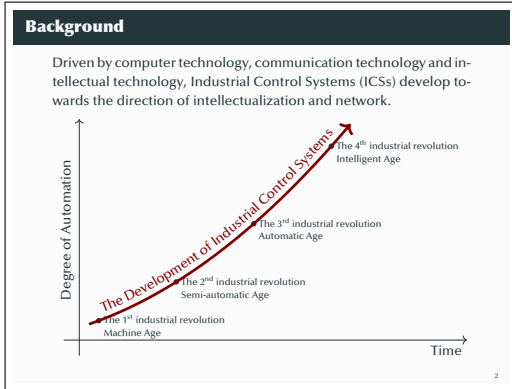 Background
Driven by computer technology, communication technology and in-
tellectual technology, Industrial Control Systems (ICSs) develop to-
wards the direction of intellectualization and network.
Degree of Automation
The Development of Industrial Control Systems
The 4th industrial revolution
Intelligent Age
The 3rd industrial revolution
Automatic Age
The 2nd industrial revolution
Semi-automatic Age
The 1st industrial revolution
Machine Age
Time
2